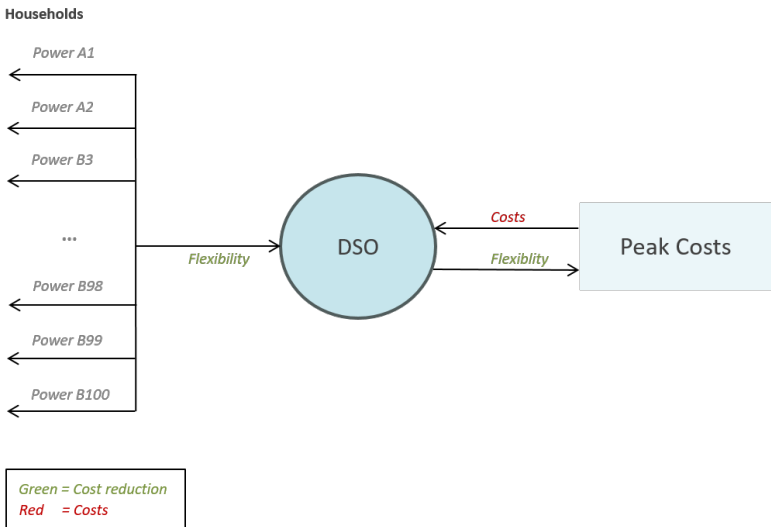 Households
Power A1
Power A2
Power B3
...
Power B98
Power B99
Power B100
Flexibility
DSO
Costs
Flexiblity
Peak Costs
Green = Cost reduction
Red = Costs